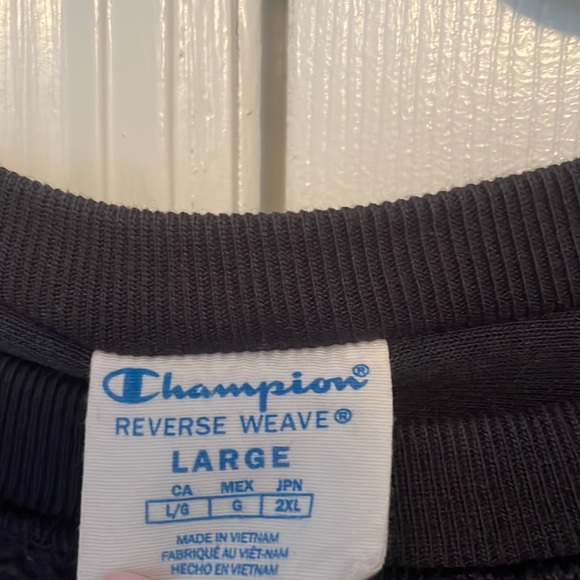 Champion®
REVERSE WEAVE®
LARGE
CA MEX JPN
L/G G 2XL
MADE IN VIETNAM
FABRIQUÉ AU VIÊT-NAM
HECHO EN VIETNAM